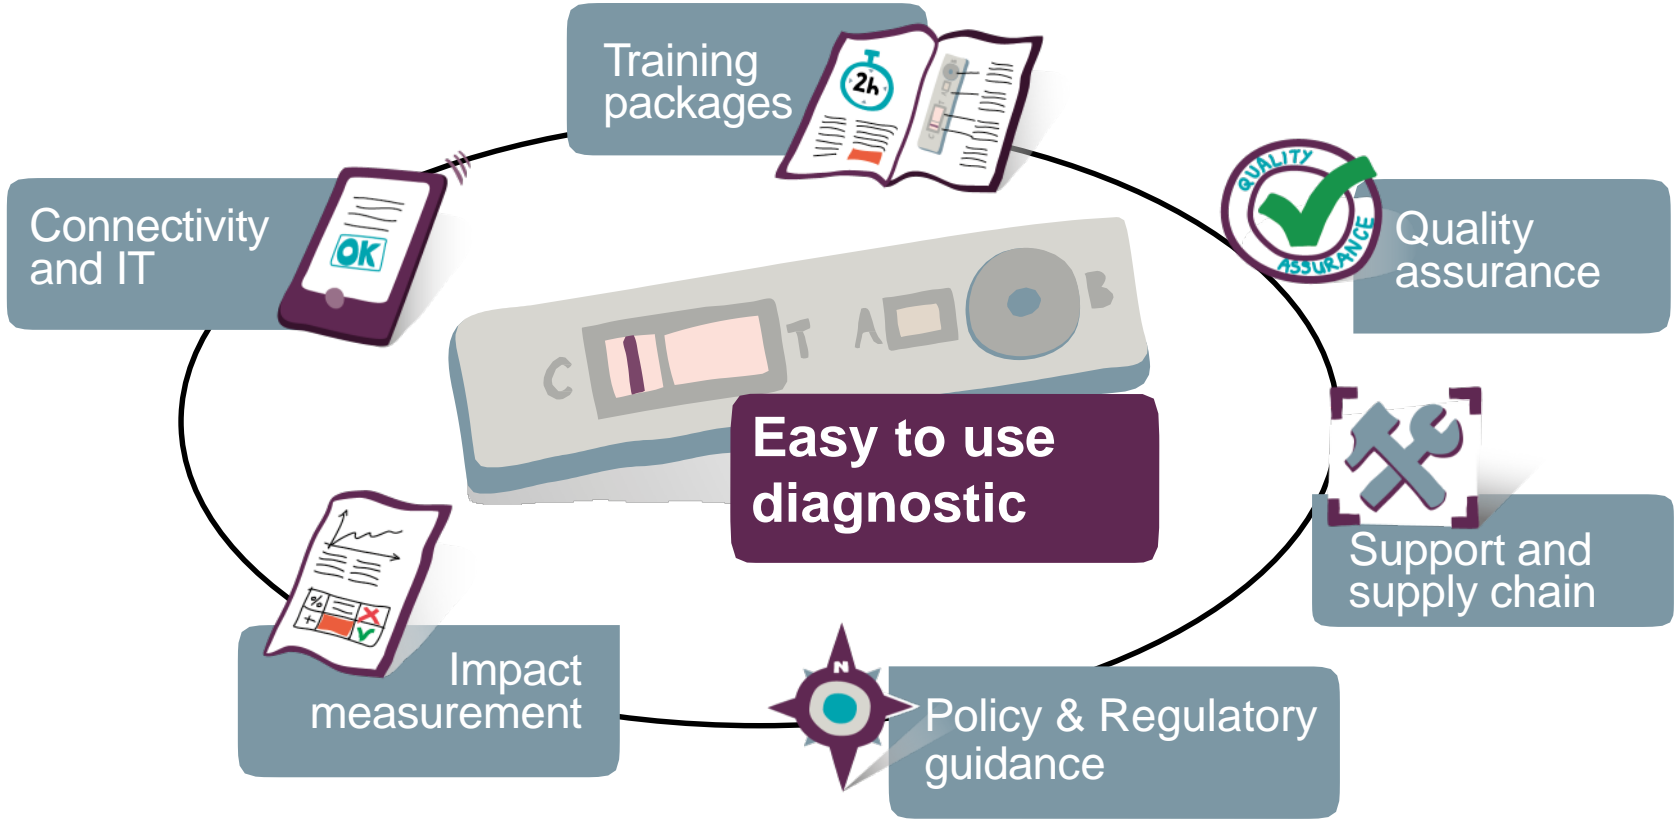 Training
packages
2h
Connectivity
and IT
OK
QUALITY
ASSURANCE
Quality
assurance
C
T
A
B
Easy to use
diagnostic
Support and
supply chain
%
+
Impact
measurement
N
Policy & Regulatory
guidance